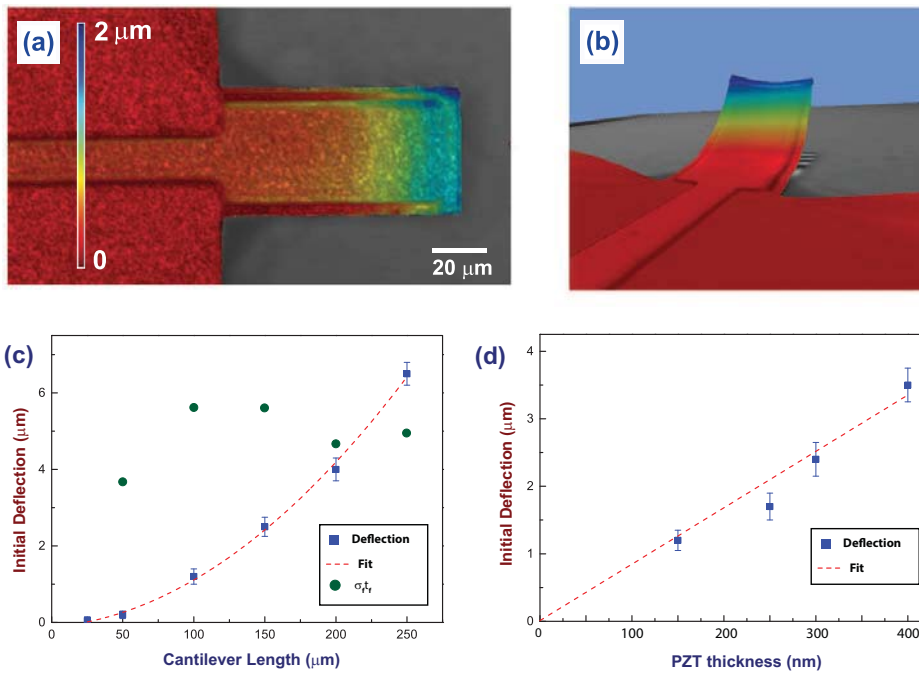 (a)
2 μm
0
20 μm
(b)
(c)
Initial Deflection (μm)
6
4
2
0
0
50
100
150
200
250
Deflection
Fit
σ_f t_f
Cantilever Length (μm)
(d)
Initial Deflection (μm)
4
3
2
1
0
0
100
200
300
400
Deflection
Fit
PZT thickness (nm)